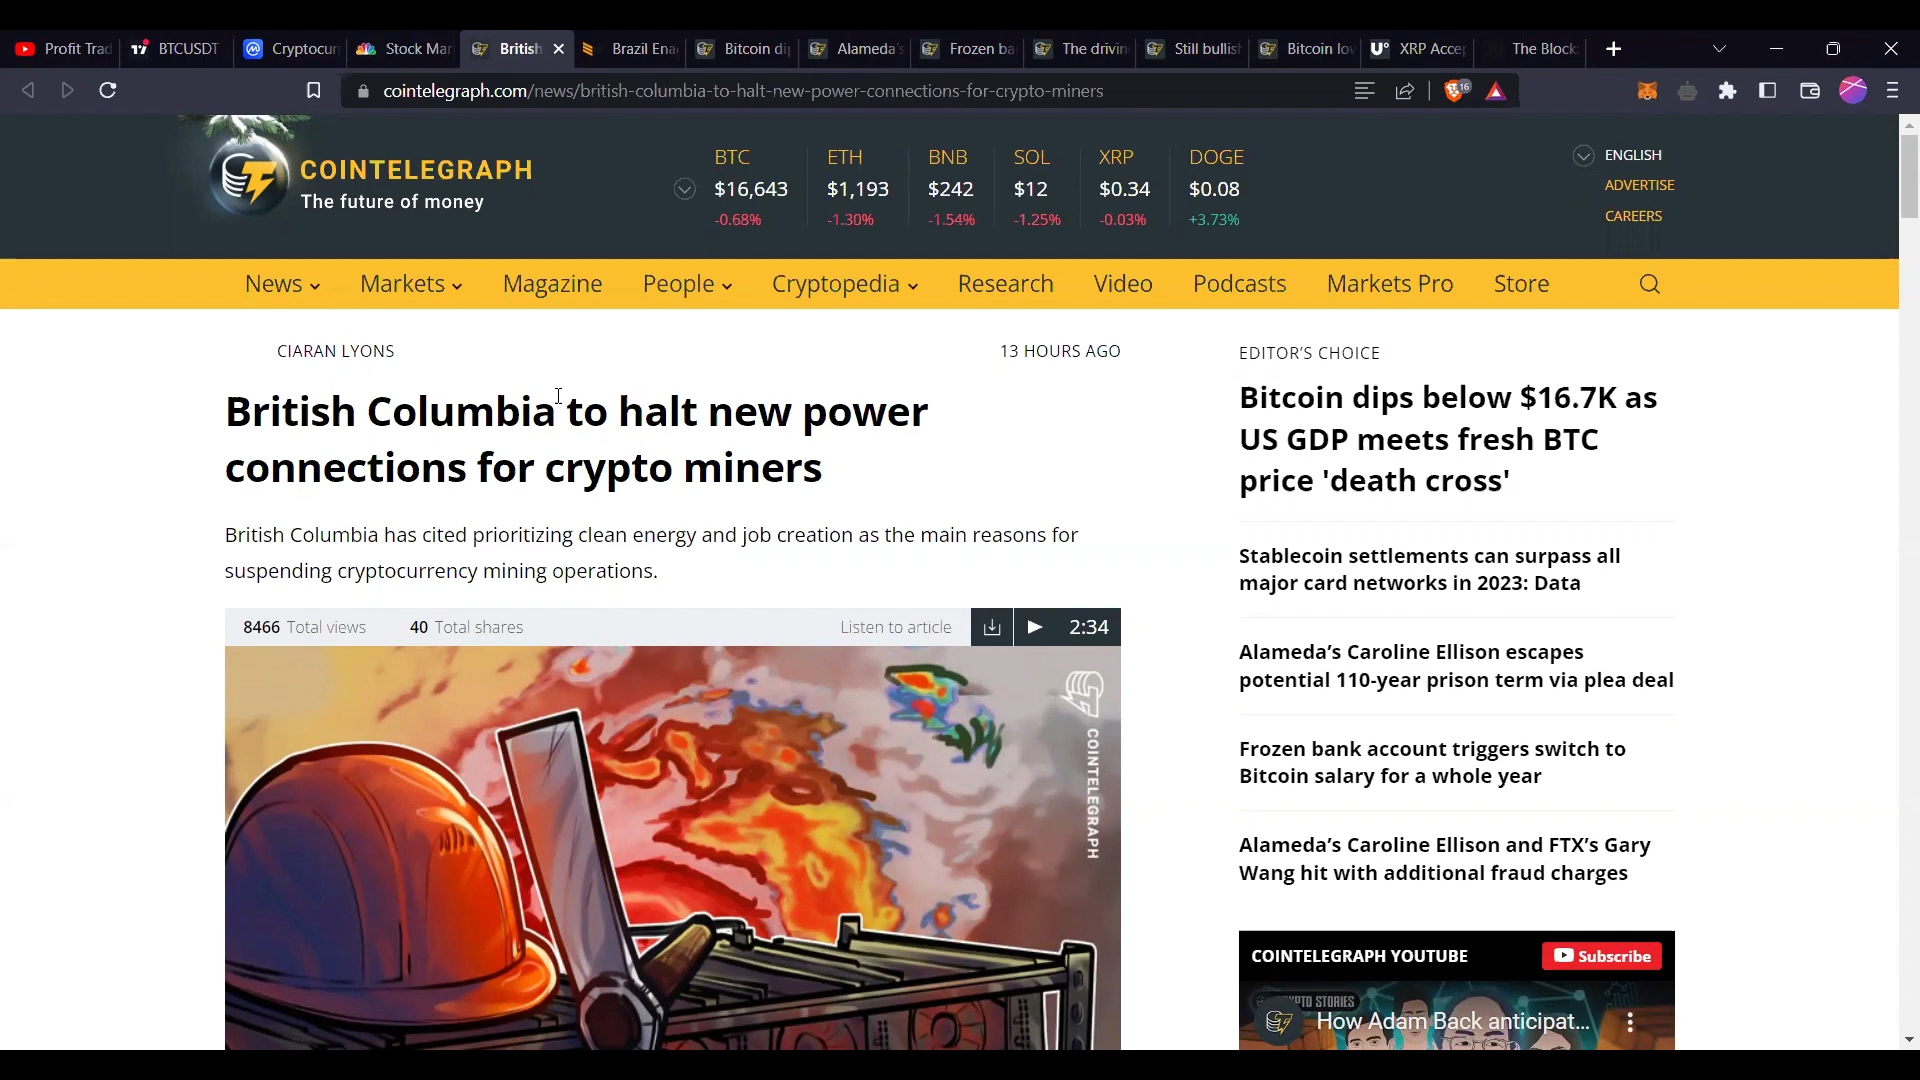 Profit Trad
BTCUSDT
Cryptocur
Stock Mar
British
Brazil Ena
Bitcoin di
Alameda's
Frozen ba
The drivin
Still bullish
Bitcoin lo
XRP Accep
The Block
cointelegraph.com/news/british-columbia-to-halt-new-power-connections-for-crypto-miners
16
COINTELEGRAPH
The future of money
BTC
$16,643
-0.68%
ETH
$1,193
-1.30%
BNB
$242
-1.54%
SOL
$12
-1.25%
XRP
$0.34
-0.03%
DOGE
$0.08
+3.73%
ENGLISH
ADVERTISE
CAREERS
News
Markets
Magazine
People
Cryptopedia
Research
Video
Podcasts
Markets Pro
Store
CIARAN LYONS
13 HOURS AGO
British Columbia to halt new power
connections for crypto miners
British Columbia has cited prioritizing clean energy and job creation as the main reasons for
suspending cryptocurrency mining operations.
8466 Total views
40 Total shares
Listen to article
2:34
COINTELEGRAPH
EDITOR'S CHOICE
Bitcoin dips below $16.7K as
US GDP meets fresh BTC
price 'death cross'
Stablecoin settlements can surpass all
major card networks in 2023: Data
Alameda’s Caroline Ellison escapes
potential 110-year prison term via plea deal
Frozen bank account triggers switch to
Bitcoin salary for a whole year
Alameda’s Caroline Ellison and FTX’s Gary
Wang hit with additional fraud charges
COINTELEGRAPH YOUTUBE
Subscribe
STORIES
How Adam Back anticipat...